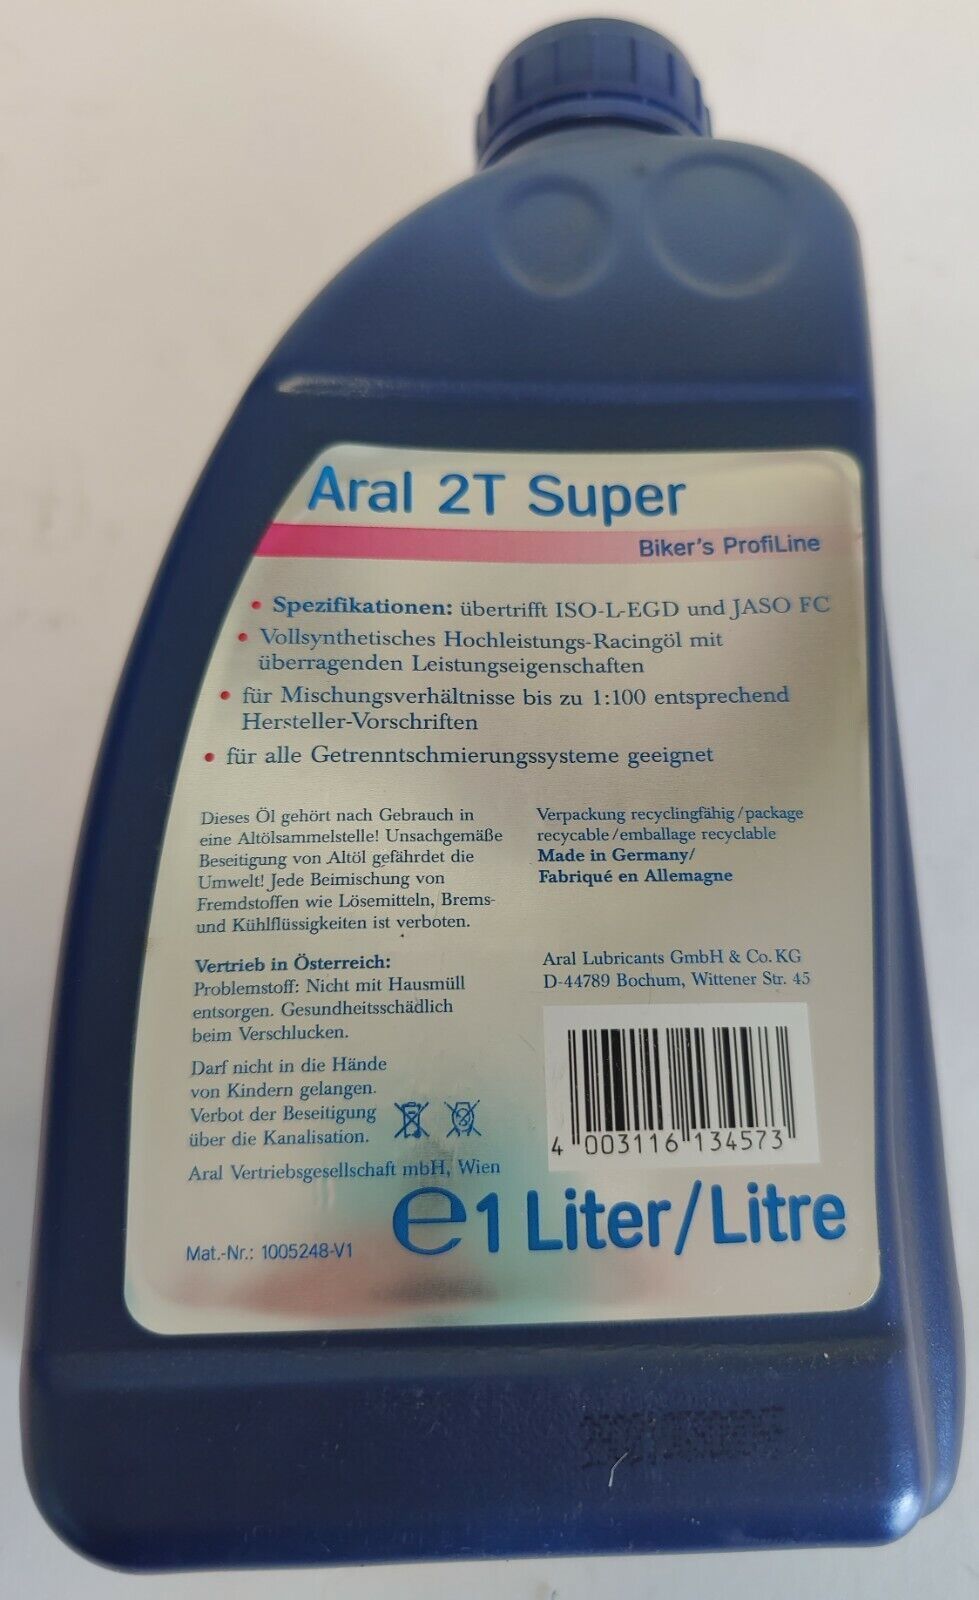 Aral 2T Super
Biker's ProfiLine
• Spezifikationen: übertrifft ISO-L-EGD und JASO FC
• Vollsynthetisches Hochleistungs-Racingöl mit
überragenden Leistungseigenschaften
• für Mischungsverhältnisse bis zu 1:100 entsprechend
Hersteller-Vorschriften
• für alle Getrenntschmierungssysteme geeignet
Dieses Öl gehört nach Gebrauch in
eine Altölsammelstelle! Unsachgemäße
Beseitigung von Altöl gefährdet die
Umwelt! Jede Beimischung von
Fremdstoffen wie Lösemitteln, Brems-
und Kühlflüssigkeiten ist verboten.
Vertrieb in Österreich:
Problemstoff: Nicht mit Hausmüll
entsorgen. Gesundheitsschädlich
beim Verschlucken.
Darf nicht in die Hände
von Kindern gelangen.
Verbot der Beseitigung
über die Kanalisation.
Aral Vertriebsgesellschaft mbH, Wien
Verpackung recyclingfähig/package
recycable/emballage recyclable
Made in Germany/
Fabriqué en Allemagne
Aral Lubricants GmbH & Co. KG
D-44789 Bochum, Wittener Str. 45
4 003116 134573
Mat.-Nr.: 1005248-V1
℮ 1 Liter/Litre